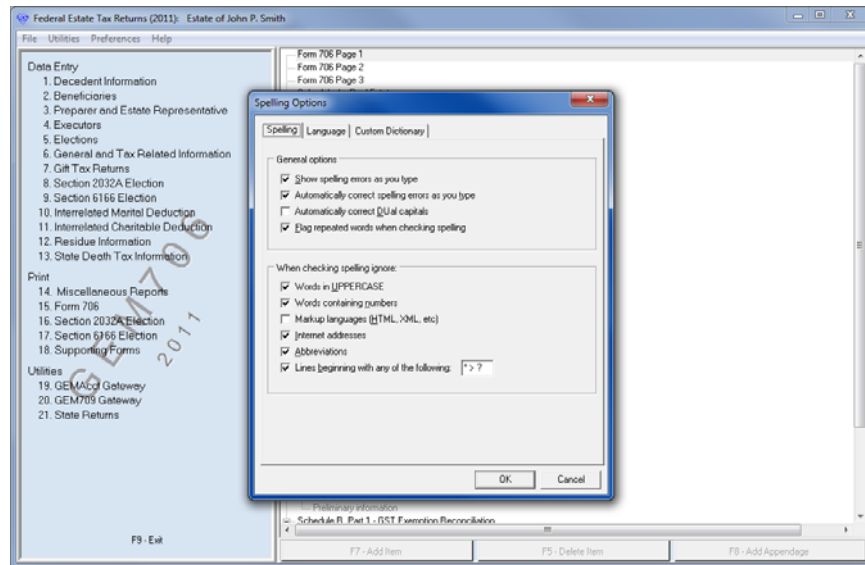 Federal Estate Tax Returns (2011): Estate of John P. Smith
File Utilities Preferences Help
Data Entry
1. Decedent Information
2. Beneficiaries
3. Preparer and Estate Representative
4. Executors
5. Elections
6. General and Tax Related Information
7. Gift Tax Returns
8. Section 2032A Election
9. Section 6166 Election
10. Interrelated Marital Deduction
11. Interrelated Charitable Deduction
12. Residue Information
13. State Death Tax Information
Print
14. Miscellaneous Reports
15. Form 706
16. Section 2032A Election
17. Section 6166 Election
18. Supporting Forms
Utilities
19. GEMAcct Gateway
20. GEM709 Gateway
21. State Returns
GEM706
2011
F9 - Exit
Form 706 Page 1
Form 706 Page 2
Form 706 Page 3
Spelling Options
Spelling Language Custom Dictionary
General options
Show spelling errors as you type
Automatically correct spelling errors as you type
Automatically correct DUal capitals
Flag repeated words when checking spelling
When checking spelling ignore:
Words in UPPERCASE
Words containing numbers
Markup languages (HTML, XML, etc)
Internet addresses
Abbreviations
Lines beginning with any of the following: *> ?
OK Cancel
Preliminary information
Schedule R, Part 1 - GST Exemption Reconciliation
F7 - Add Item F5 - Delete Item F8 - Add Appendage